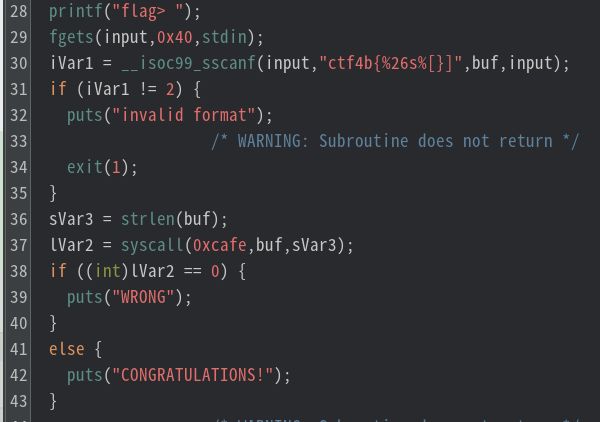 28 printf("flag> ");
29 fgets(input,0x40,stdin);
30 iVar1 = __isoc99_sscanf(input,"ctf4b{%26s%[}]",buf,input);
31 if (iVar1 != 2) {
32 puts("invalid format");
33 /* WARNING: Subroutine does not return */
34 exit(1);
35 }
36 sVar3 = strlen(buf);
37 lVar2 = syscall(0xcafe,buf,sVar3);
38 if ((int)lVar2 == 0) {
39 puts("WRONG");
40 }
41 else {
42 puts("CONGRATULATIONS!");
43 }